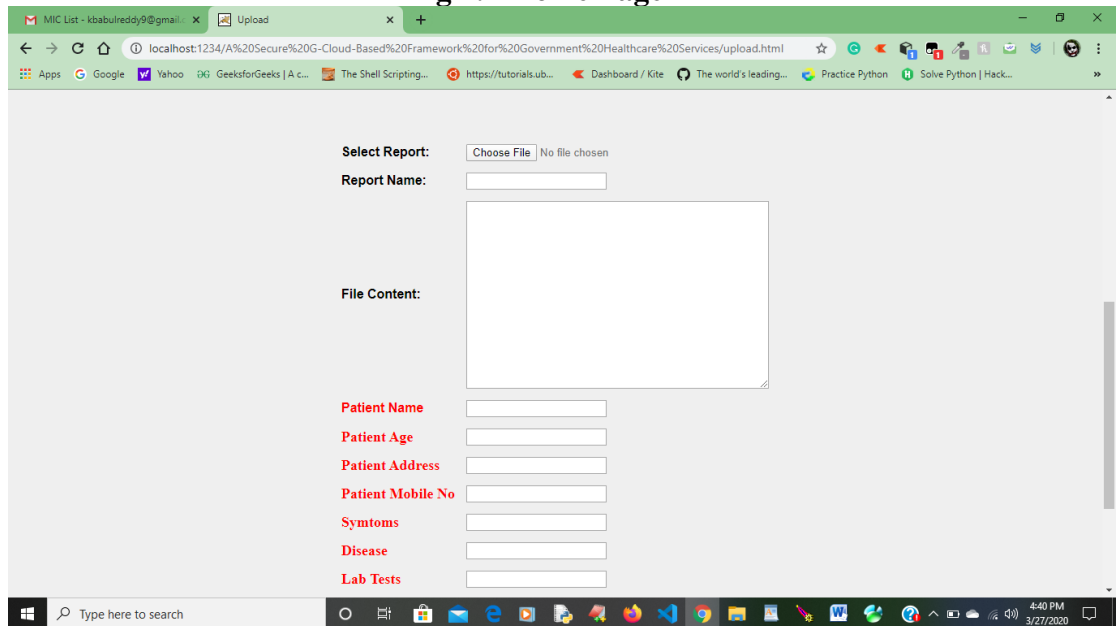 MIC List - kbabulreddy9@gmail. Upload
localhost:1234/A%20Secure%20G-Cloud-Based%20Framework%20for%20Government%20Healthcare%20Services/upload.html
Apps Google Yahoo GeeksforGeeks | A c... The Shell Scripting... https://tutorials.ub... Dashboard / Kite The world's leading... Practice Python Solve Python | Hack... »
Select Report: Choose File No file chosen
Report Name:
File Content:
Patient Name
Patient Age
Patient Address
Patient Mobile No
Symtoms
Disease
Lab Tests
Type here to search 4:40 PM
3/27/2020